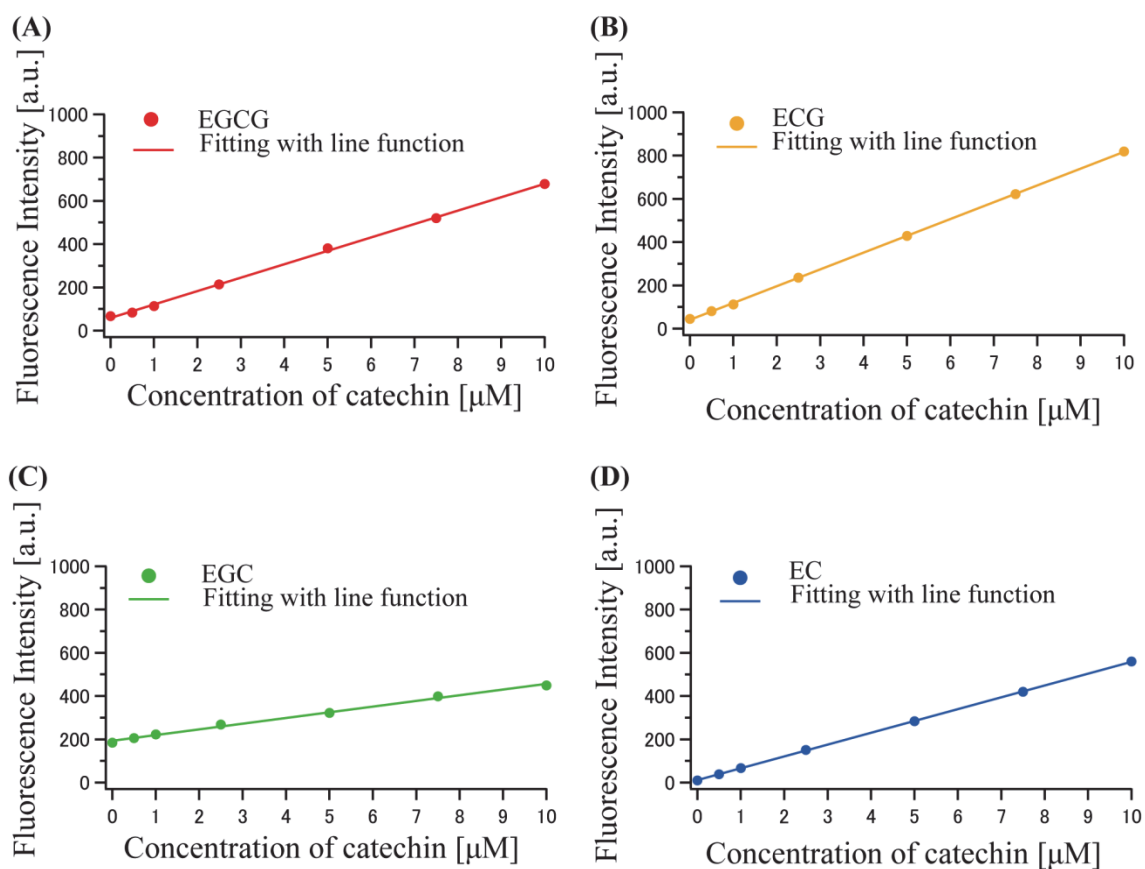 (A)
Fluorescence Intensity [a.u.]
1000
800
600
400
200
0
EGCG
Fitting with line function
0 1 2 3 4 5 6 7 8 9 10
Concentration of catechin [μM]
(B)
Fluorescence Intensity [a.u.]
1000
800
600
400
200
0
ECG
Fitting with line function
0 1 2 3 4 5 6 7 8 9 10
Concentration of catechin [μM]
(C)
Fluorescence Intensity [a.u.]
1000
800
600
400
200
0
EGC
Fitting with line function
0 1 2 3 4 5 6 7 8 9 10
Concentration of catechin [μM]
(D)
Fluorescence Intensity [a.u.]
1000
800
600
400
200
0
EC
Fitting with line function
0 1 2 3 4 5 6 7 8 9 10
Concentration of catechin [μM]